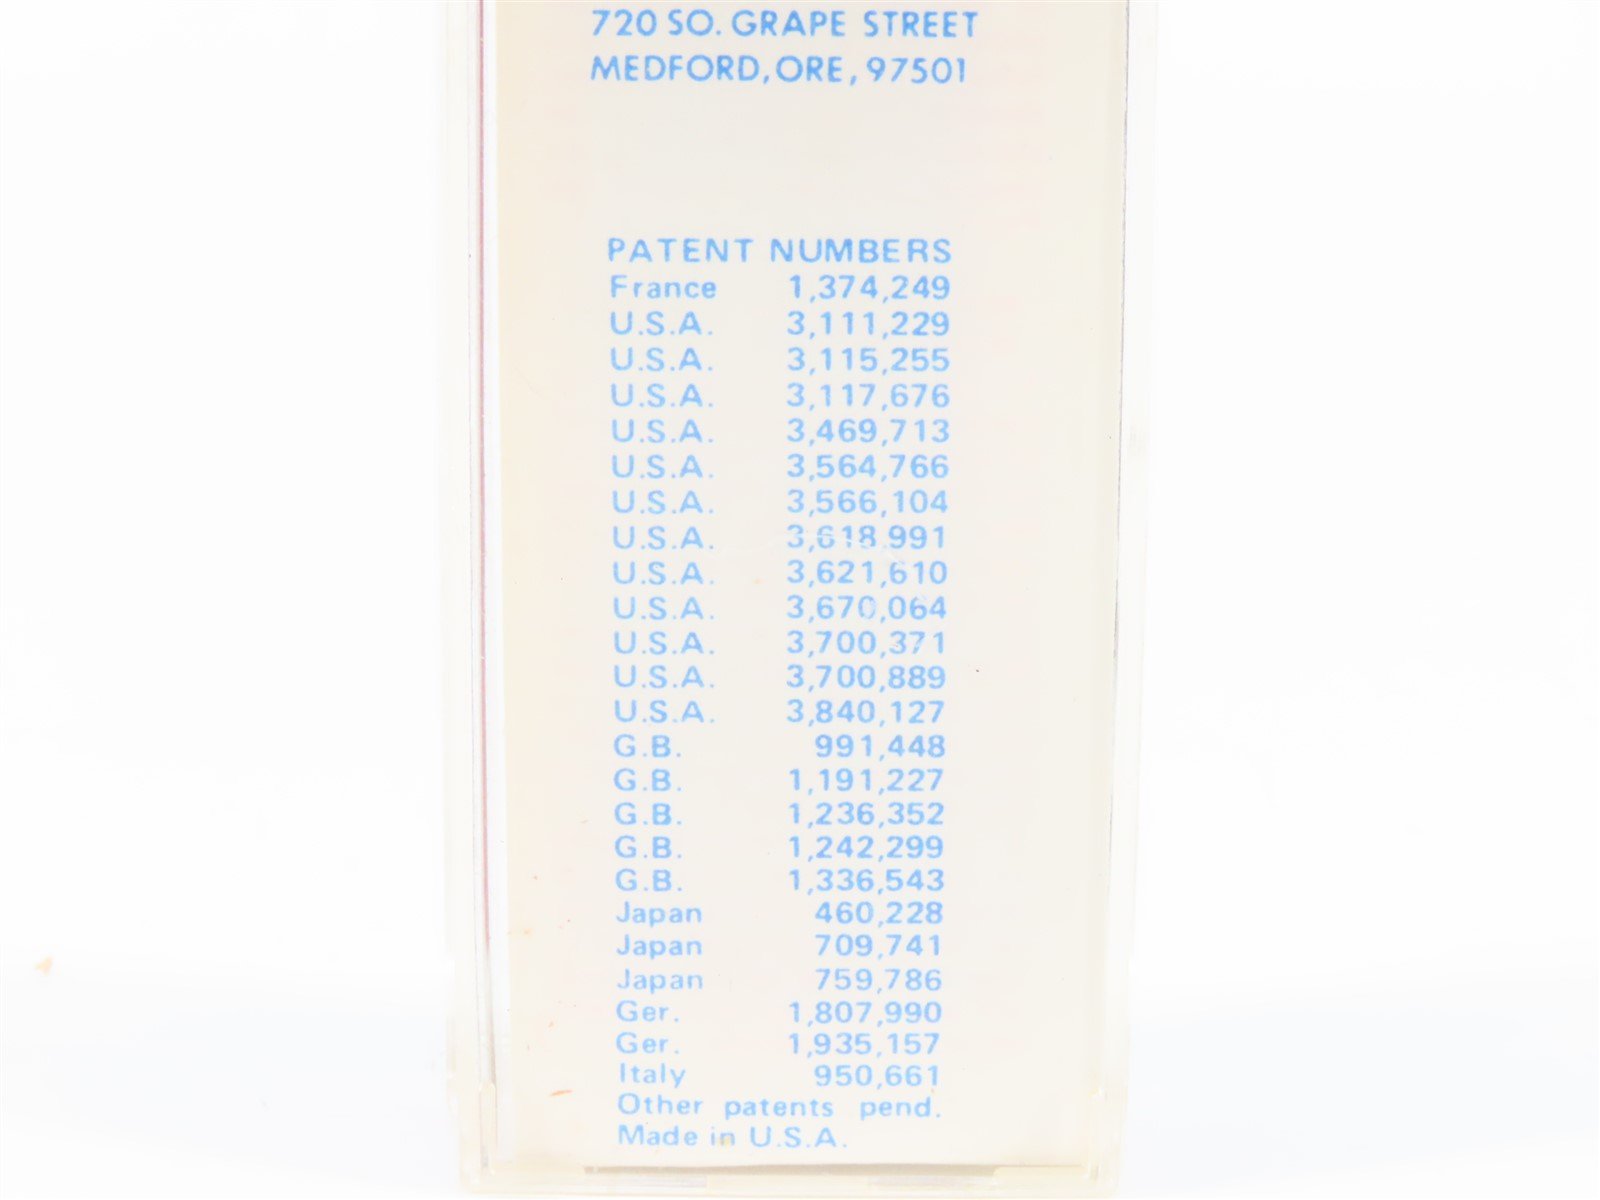 720 SO. GRAPE STREET
MEDFORD, ORE, 97501
PATENT NUMBERS
France 1,374,249
U.S.A. 3,111,229
U.S.A. 3,115,255
U.S.A. 3,117,676
U.S.A. 3,469,713
U.S.A. 3,564,766
U.S.A. 3,566,104
U.S.A. 3,618,991
U.S.A. 3,621,610
U.S.A. 3,670,064
U.S.A. 3,700,371
U.S.A. 3,700,889
U.S.A. 3,840,127
G.B. 991,448
G.B. 1,191,227
G.B. 1,236,352
G.B. 1,242,299
G.B. 1,336,543
Japan 460,228
Japan 709,741
Japan 759,786
Ger. 1,807,990
Ger. 1,935,157
Italy 950,661
Other patents pend.
Made in U.S.A.